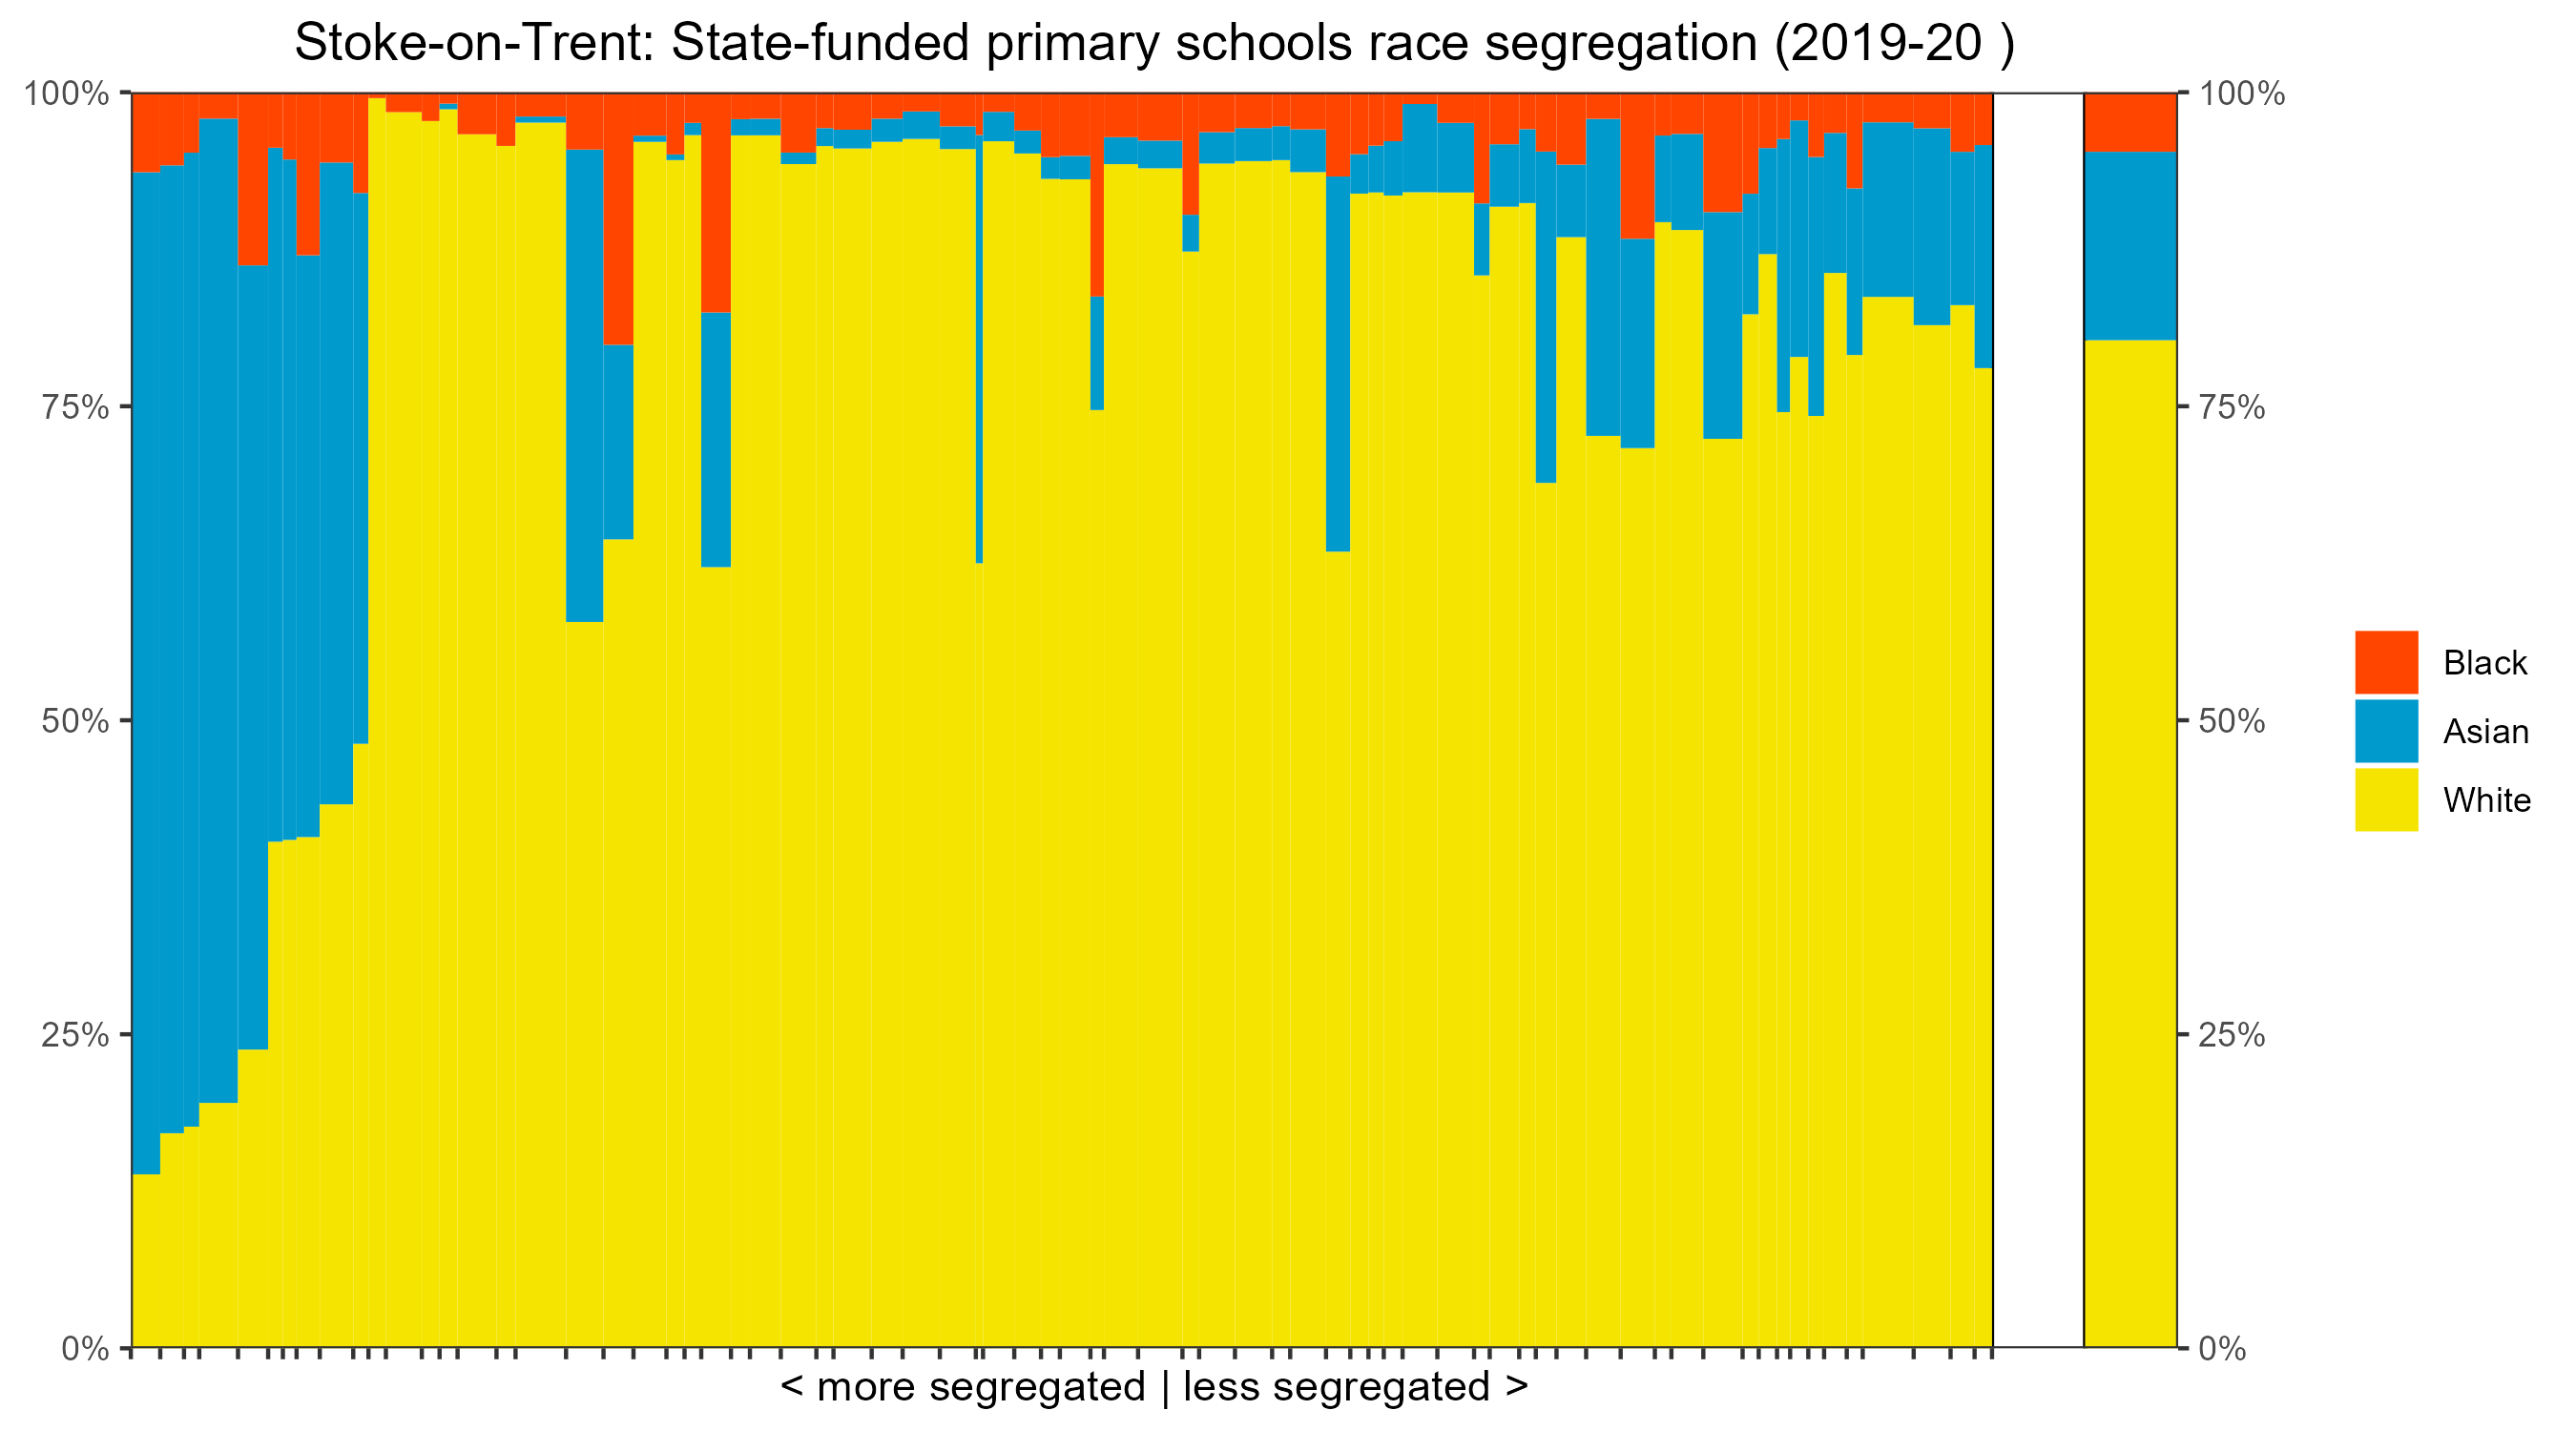 Stoke-on-Trent: State-funded primary schools race segregation (2019-20 )
100%
75%
50%
25%
0%
100%
75%
50%
25%
0%
Black
Asian
White
< more segregated | less segregated >